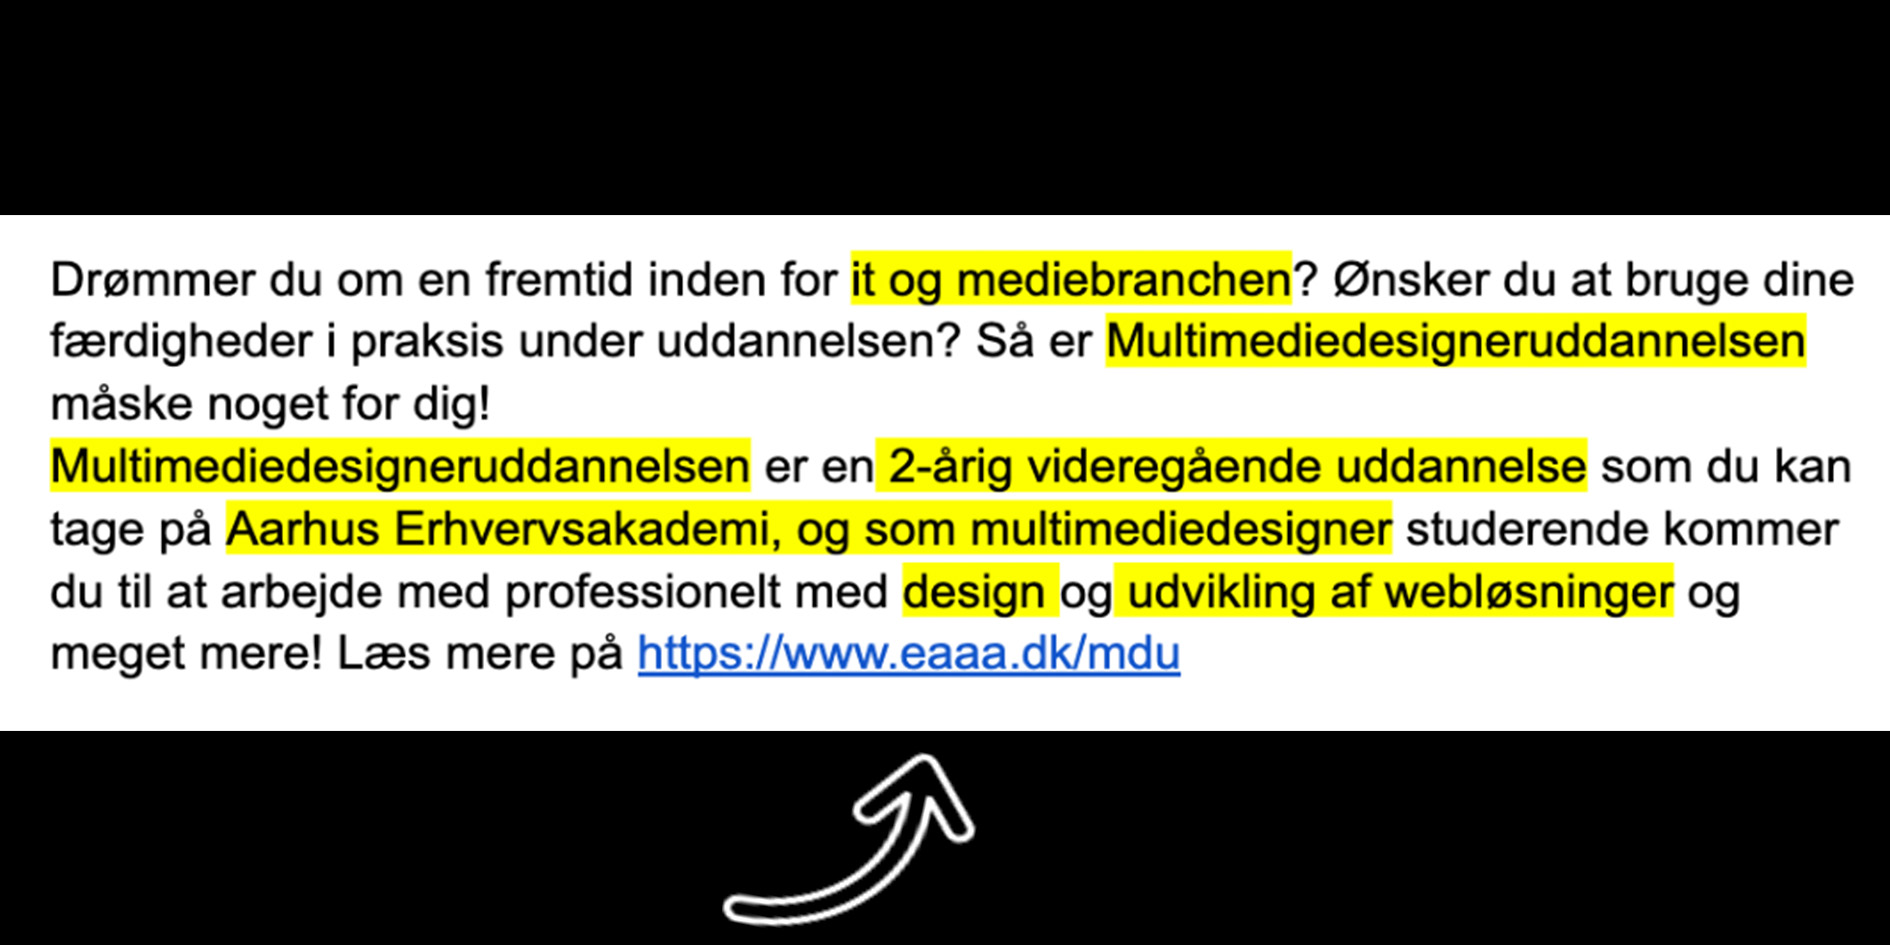 Drømmer du om en fremtid inden for it og mediebranchen? Ønsker du at bruge dine
færdigheder i praksis under uddannelsen? Så er Multimediedesigneruddannelsen
måske noget for dig!
Multimediedesigneruddannelsen er en 2-årig videregående uddannelse som du kan
tage på Aarhus Erhvervsakademi, og som multimediedesigner studerende kommer
du til at arbejde med professionelt med design og udvikling af webløsninger og
meget mere! Læs mere på https://www.eaaa.dk/mdu